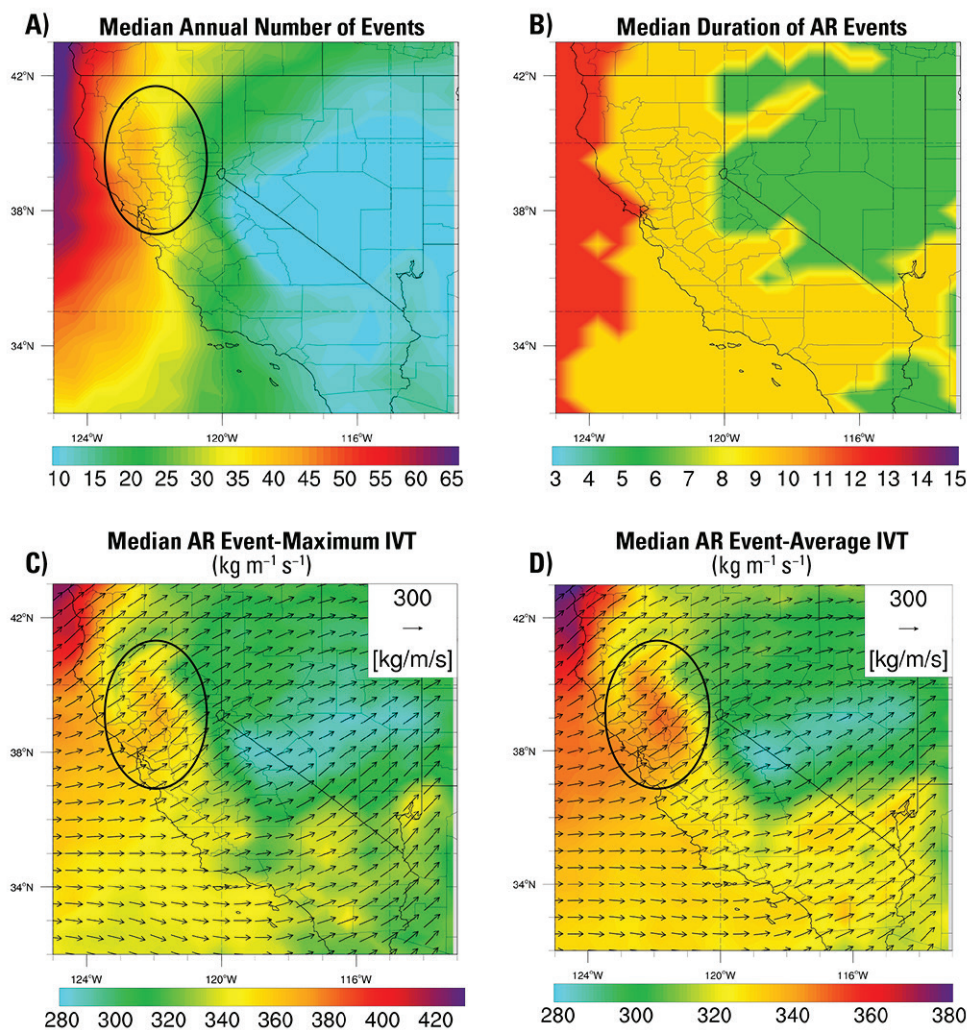 A) Median Annual Number of Events
42°N
38°N
34°N
124°W 120°W 116°W
10 15 20 25 30 35 40 45 50 55 60 65
B) Median Duration of AR Events
42°N
38°N
34°N
124°W 120°W 116°W
3 4 5 6 7 8 9 10 11 12 13 14 15
C) Median AR Event-Maximum IVT
(kg m⁻¹ s⁻¹)
300
[kg/m/s]
42°N
38°N
34°N
124°W 120°W 116°W
280 300 320 340 360 380 400 420
D) Median AR Event-Average IVT
(kg m⁻¹ s⁻¹)
300
[kg/m/s]
42°N
38°N
34°N
124°W 120°W 116°W
280 300 320 340 360 380